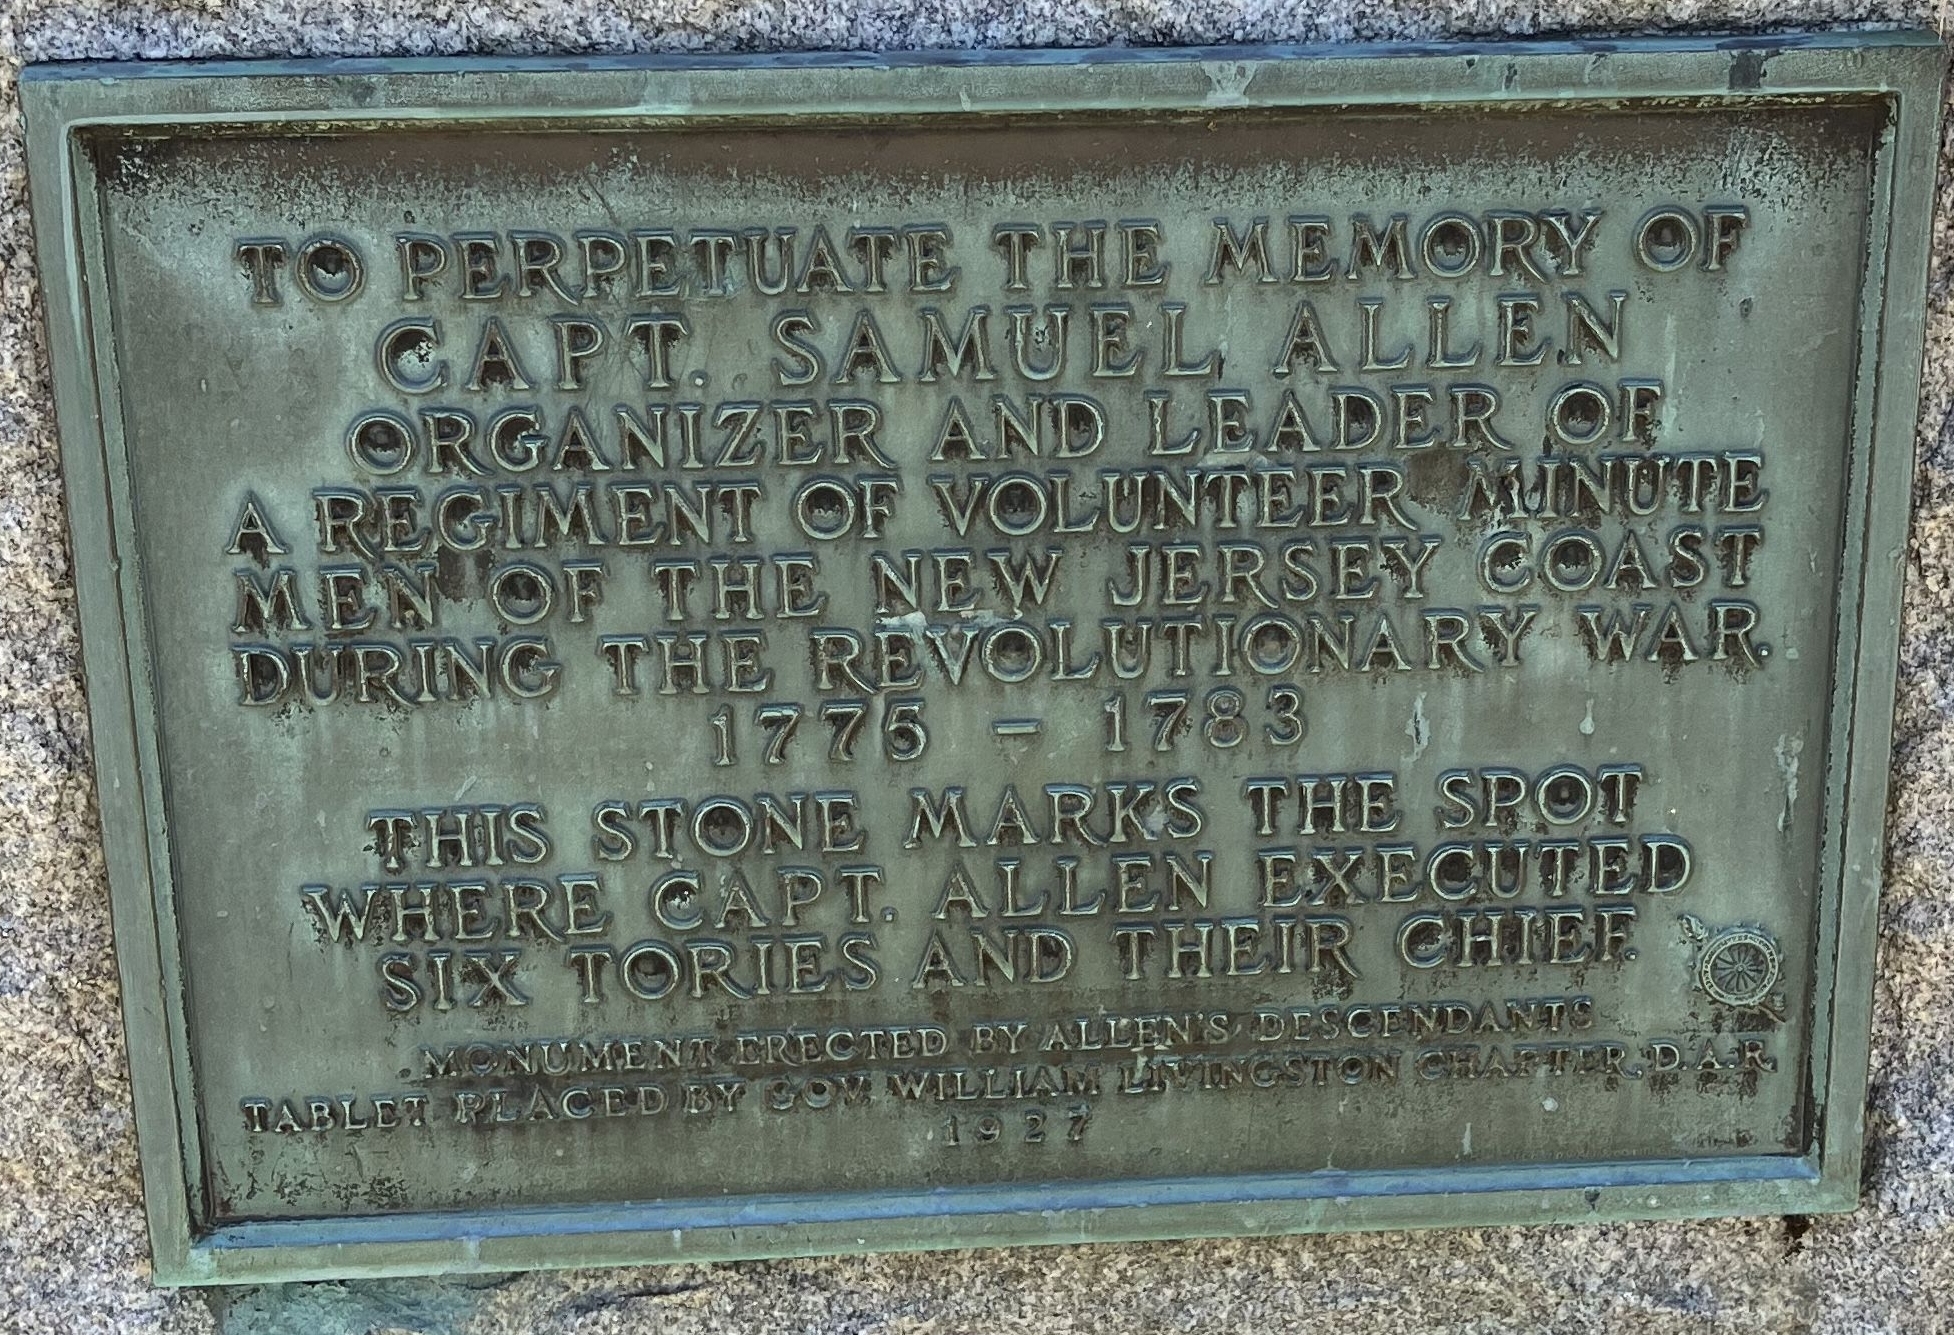 TO PERPETUATE THE MEMORY OF
CAPT. SAMUEL ALLEN
ORGANIZER AND LEADER OF
A REGIMENT OF VOLUNTEER MINUTE
MEN OF THE NEW JERSEY COAST
DURING THE REVOLUTIONARY WAR.
1775 – 1783
THIS STONE MARKS THE SPOT
WHERE CAPT. ALLEN EXECUTED
SIX TORIES AND THEIR CHIEF.
MONUMENT ERECTED BY ALLEN'S DESCENDANTS
TABLET PLACED BY GOV. WILLIAM LIVINGSTON CHAPTER, D.A.R.
1927